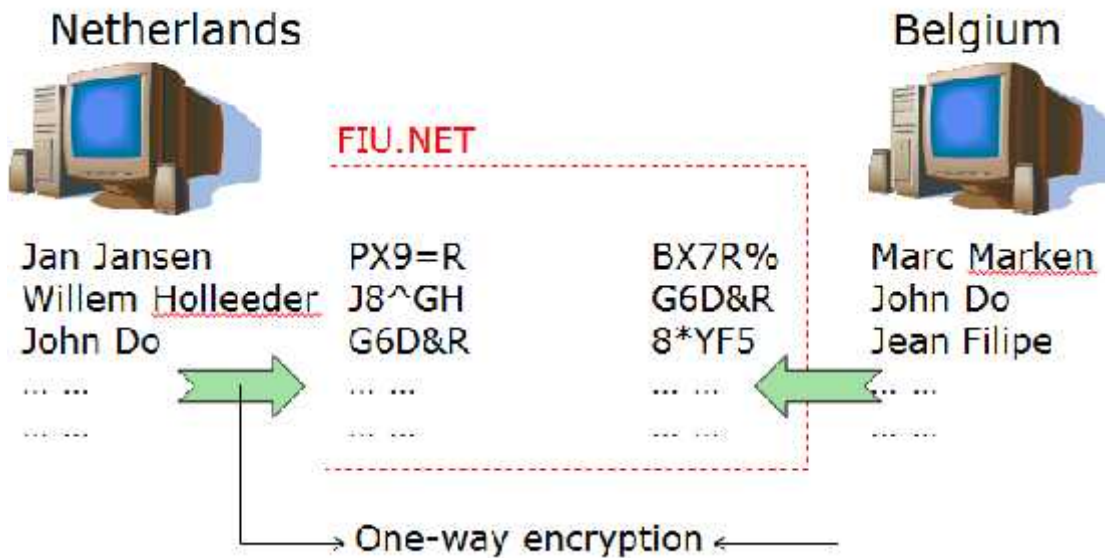 Netherlands
Belgium
FIU.NET
Jan Jansen PX9=R BX7R% Marc Marken
Willem Holleeder J8^GH G6D&R John Do
John Do G6D&R 8*YF5 Jean Filipe
... ... ... ... ... ... ... ...
... ... ... ... ... ... ... ...
One-way encryption